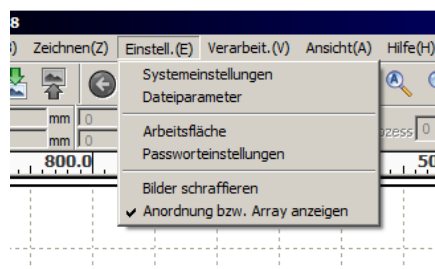 8
) Zeichnen(Z) Einstell.(E) Verarbeit.(V) Ansicht(A) Hilfe(H)
Systemeinstellungen
Dateiparameter
mm 0
Arbeitsfläche
ozess 0
mm 0
Passworteinstellungen
800.0 50
Bilder schraffieren
Anordnung bzw. Array anzeigen